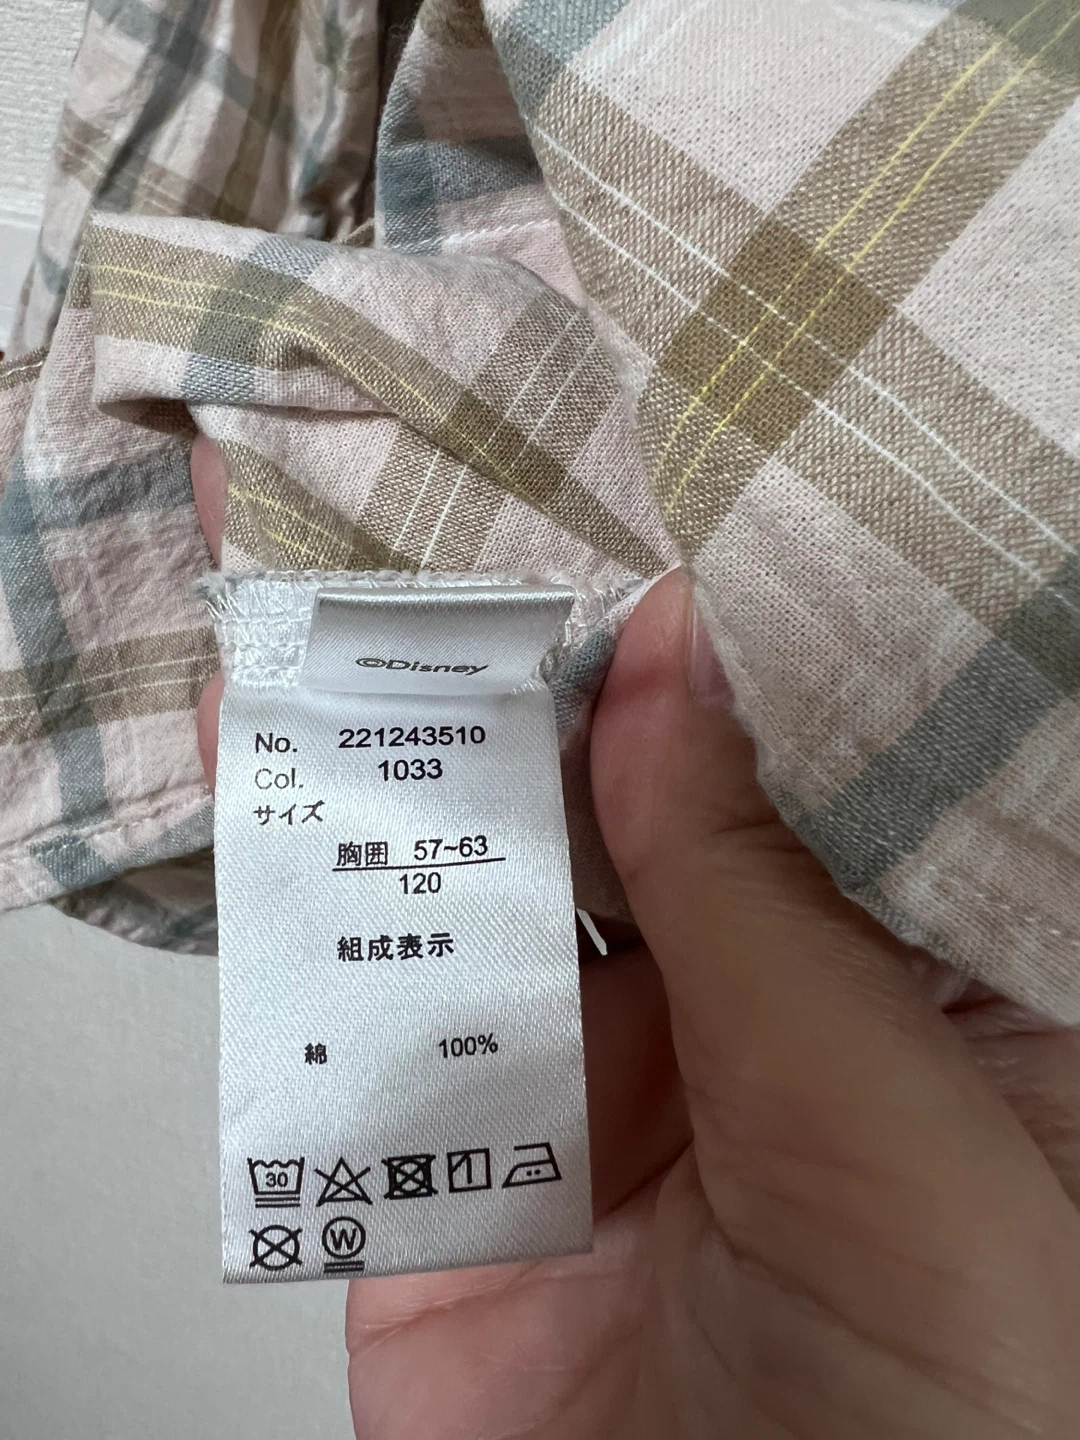 ©Disney
No. 221243510
Col. 1033
サイズ
胸囲 57~63
120
組成表示
綿 100%
30
W